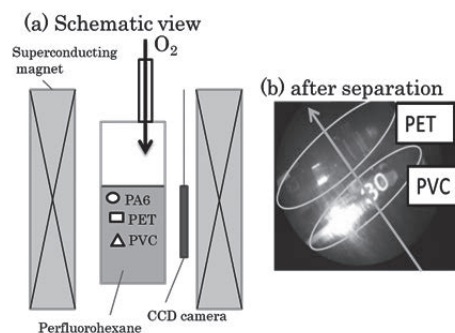 (a) Schematic view
Superconducting
magnet
O₂
PA6
PET
PVC
CCD camera
Perfluorohexane
(b) after separation
PET
PVC
30